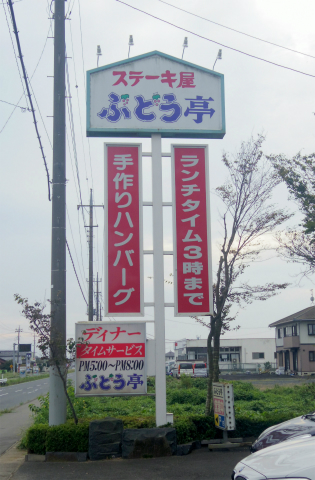 ステーキ屋
ぶどう亭
手作りハンバーグ
ランチタイム3時まで
ディナー
タイムサービス
PM5:00~PM8:00
ぶどう亭